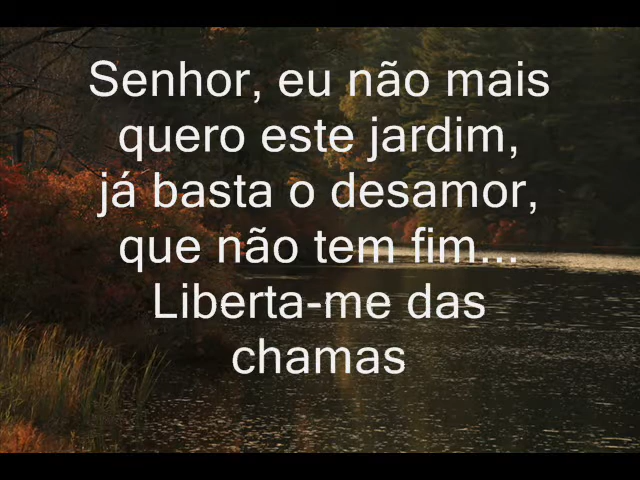 Senhor, eu não mais
quero este jardim,
já basta o desamor,
que não tem fim...
Liberta-me das
chamas